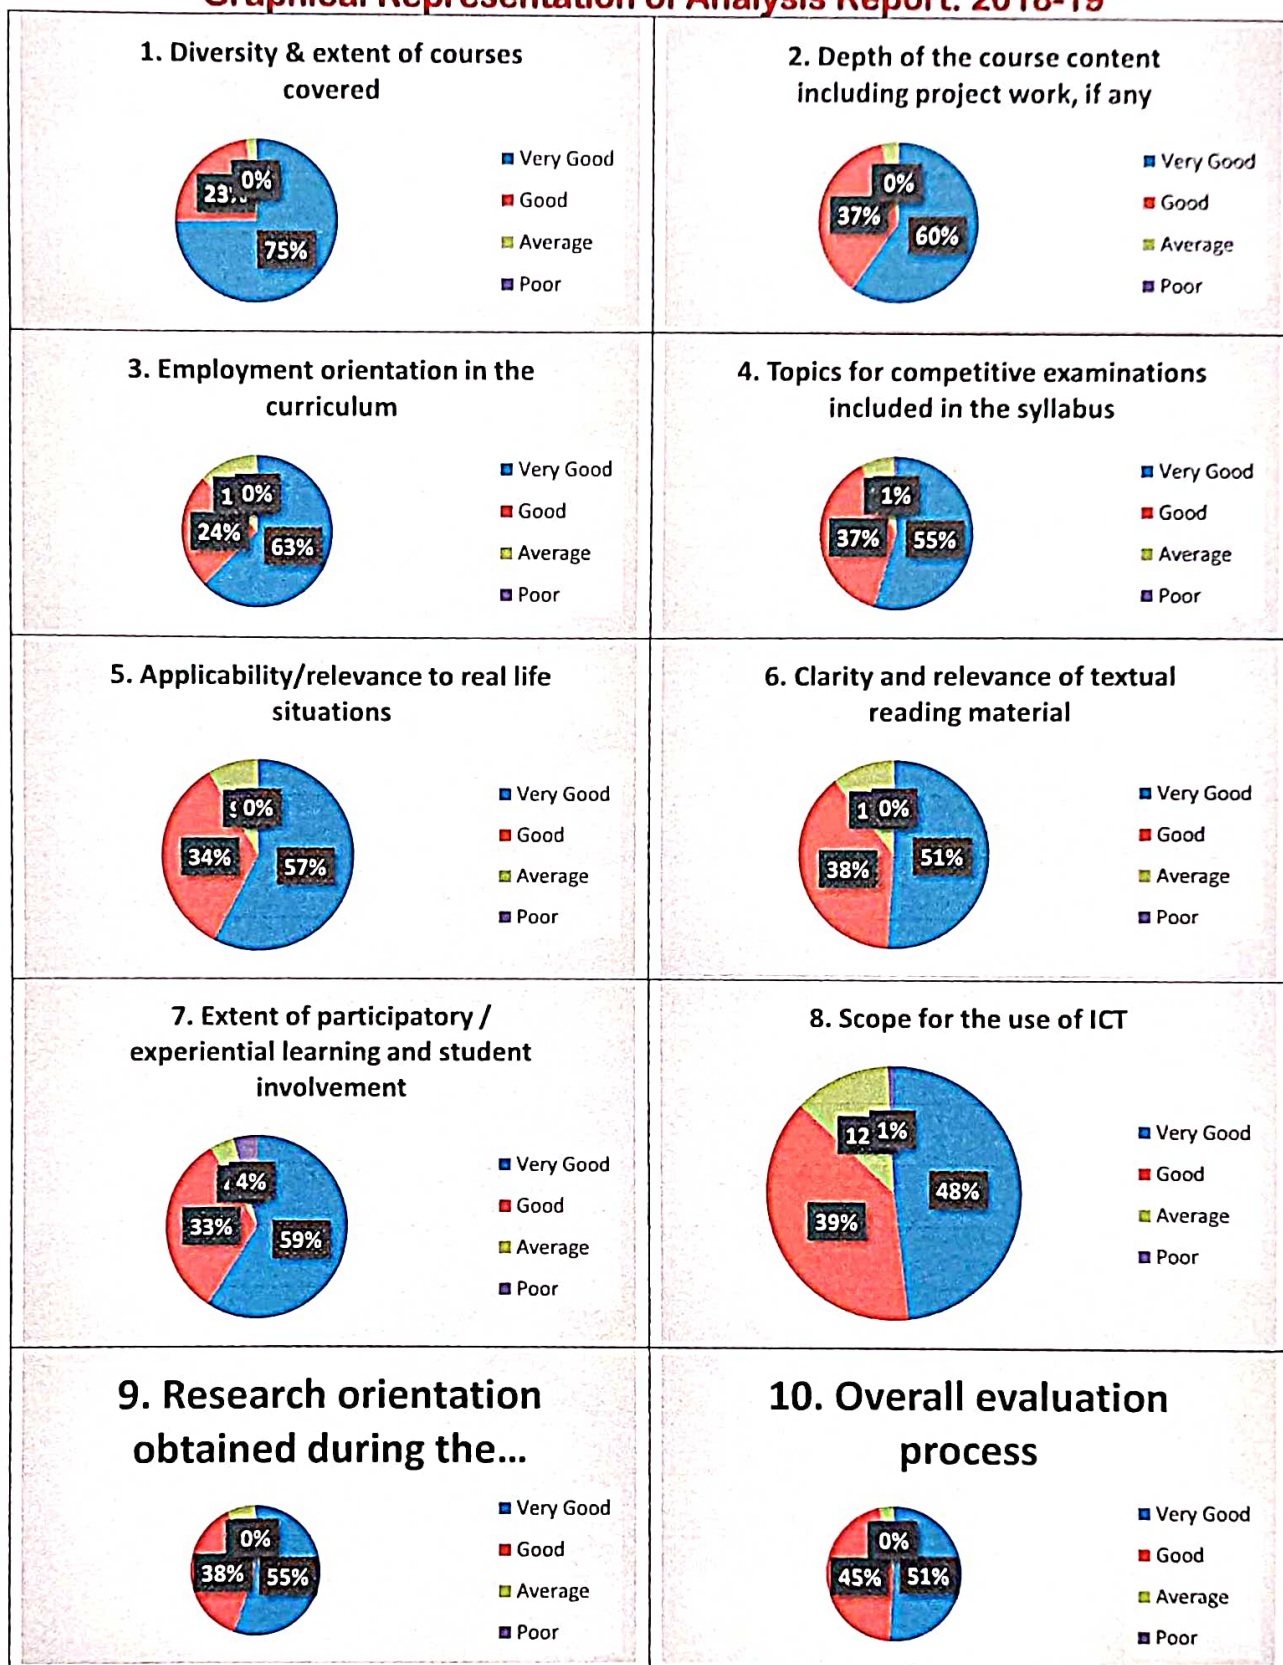 Graphical Representation of Analysis Report: 2018-19
1. Diversity & extent of courses
covered
0%
75%
Very Good
Good
Average
Poor
2. Depth of the course content
including project work, if any
0%
37%
60%
Very Good
Good
Average
Poor
3. Employment orientation in the
curriculum
0%
24%
63%
Very Good
Good
Average
Poor
4. Topics for competitive examinations
included in the syllabus
1%
37%
55%
Very Good
Good
Average
Poor
5. Applicability/relevance to real life
situations
0%
34%
57%
Very Good
Good
Average
Poor
6. Clarity and relevance of textual
reading material
0%
38%
51%
Very Good
Good
Average
Poor
7. Extent of participatory /
experiential learning and student
involvement
4%
33%
59%
Very Good
Good
Average
Poor
8. Scope for the use of ICT
12 1%
48%
39%
Very Good
Good
Average
Poor
9. Research orientation
obtained during the...
0%
38% 55%
Very Good
Good
Average
Poor
10. Overall evaluation
process
0%
45% 51%
Very Good
Good
Average
Poor